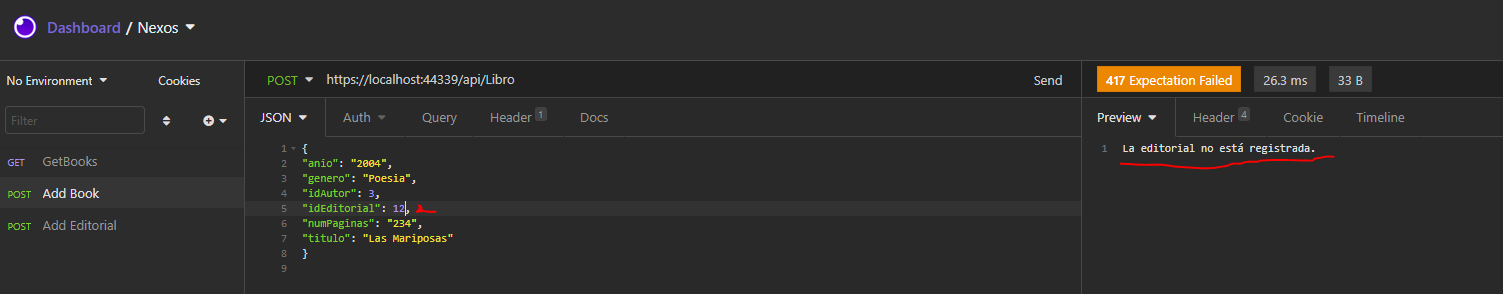 Dashboard / Nexos
No Environment
Cookies
POST
https://localhost:44339/api/Libro
Send
417 Expectation Failed
26.3 ms
33 B
Filter
JSON
Auth
Query
Header 1
Docs
Preview
Header 4
Cookie
Timeline
GET GetBooks
POST Add Book
POST Add Editorial
1 {
2 "anio": "2004",
3 "genero": "Poesia",
4 "idAutor": 3,
5 "idEditorial": 12,
6 "numPaginas": "234",
7 "titulo": "Las Mariposas"
8 }
9
1 La editorial no está registrada.